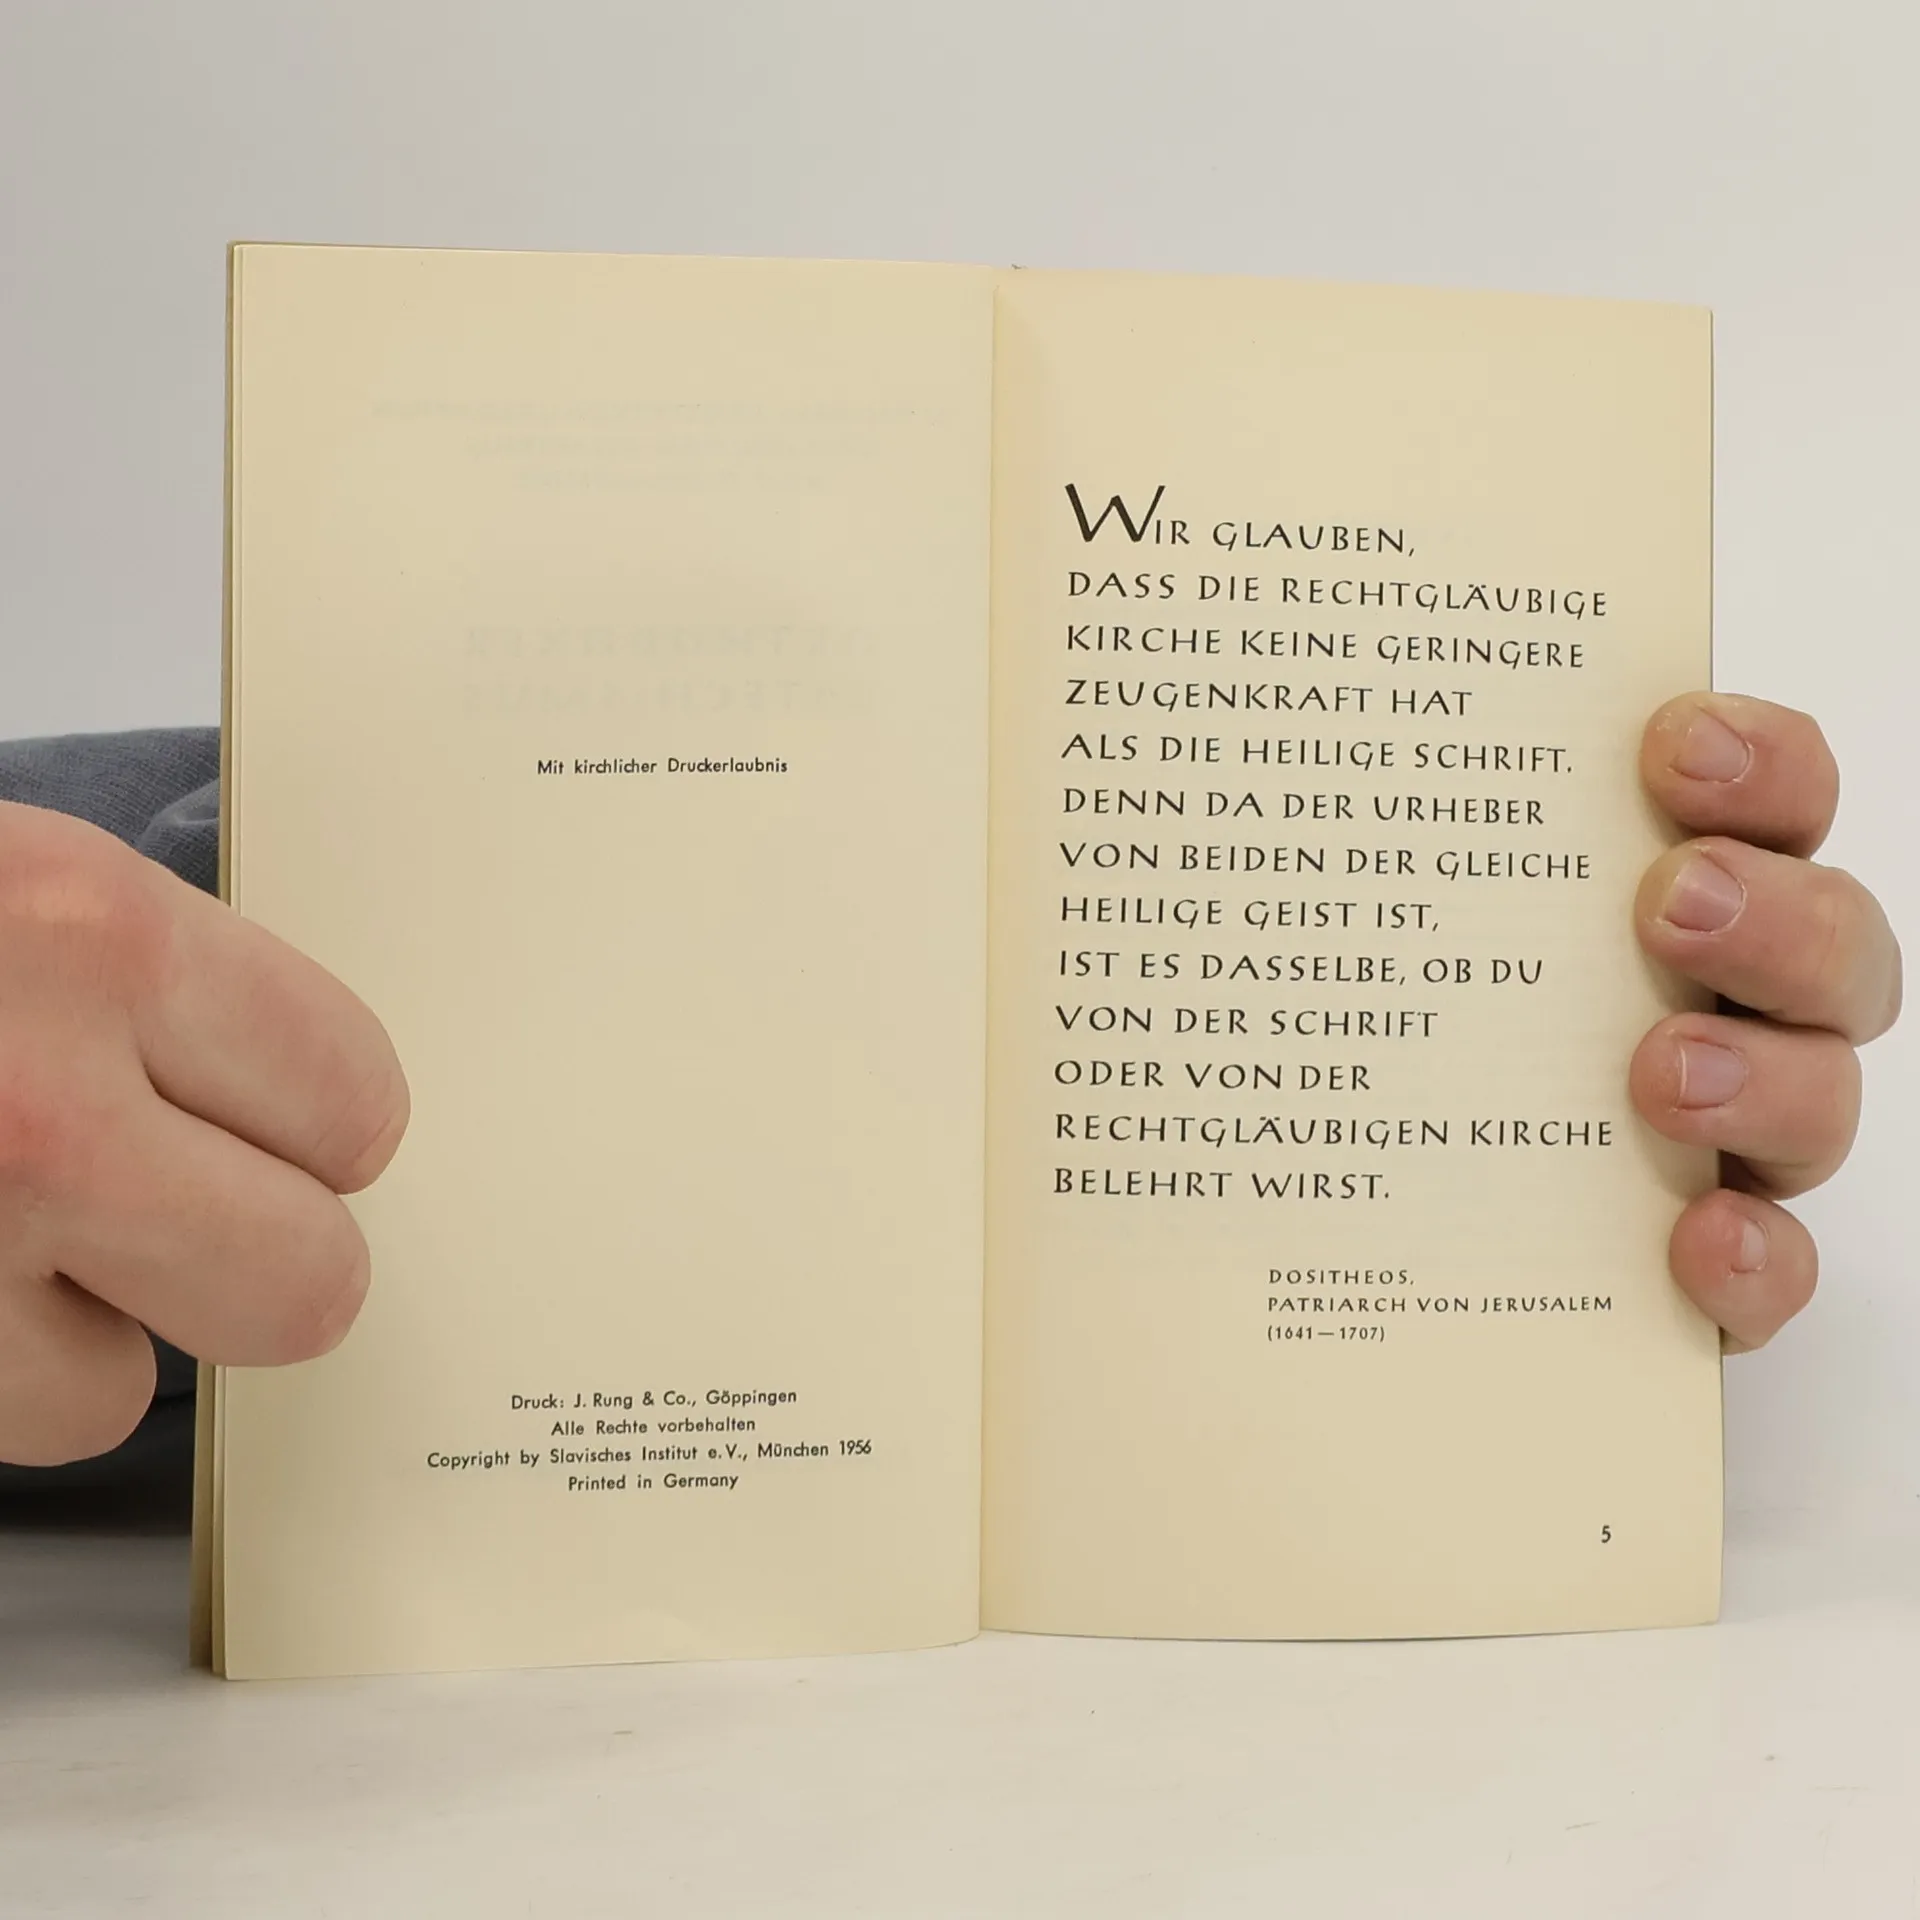 Mit kirchlicher Druckerlaubnis
Druck: J. Rung & Co., Göppingen
Alle Rechte vorbehalten
Copyright by Slavisches Institut e.V., München 1956
Printed in Germany
WIR GLAUBEN,
DASS DIE RECHTGLÄUBIGE
KIRCHE KEINE GERINGERE
ZEUGENKRAFT HAT
ALS DIE HEILIGE SCHRIFT.
DENN DA DER URHEBER
VON BEIDEN DER GLEICHE
HEILIGE GEIST IST,
IST ES DASSELBE, OB DU
VON DER SCHRIFT
ODER VON DER
RECHTGLÄUBIGEN KIRCHE
BELEHRT WIRST.
DOSITHEOS,
PATRIARCH VON JERUSALEM
(1641—1707)
5